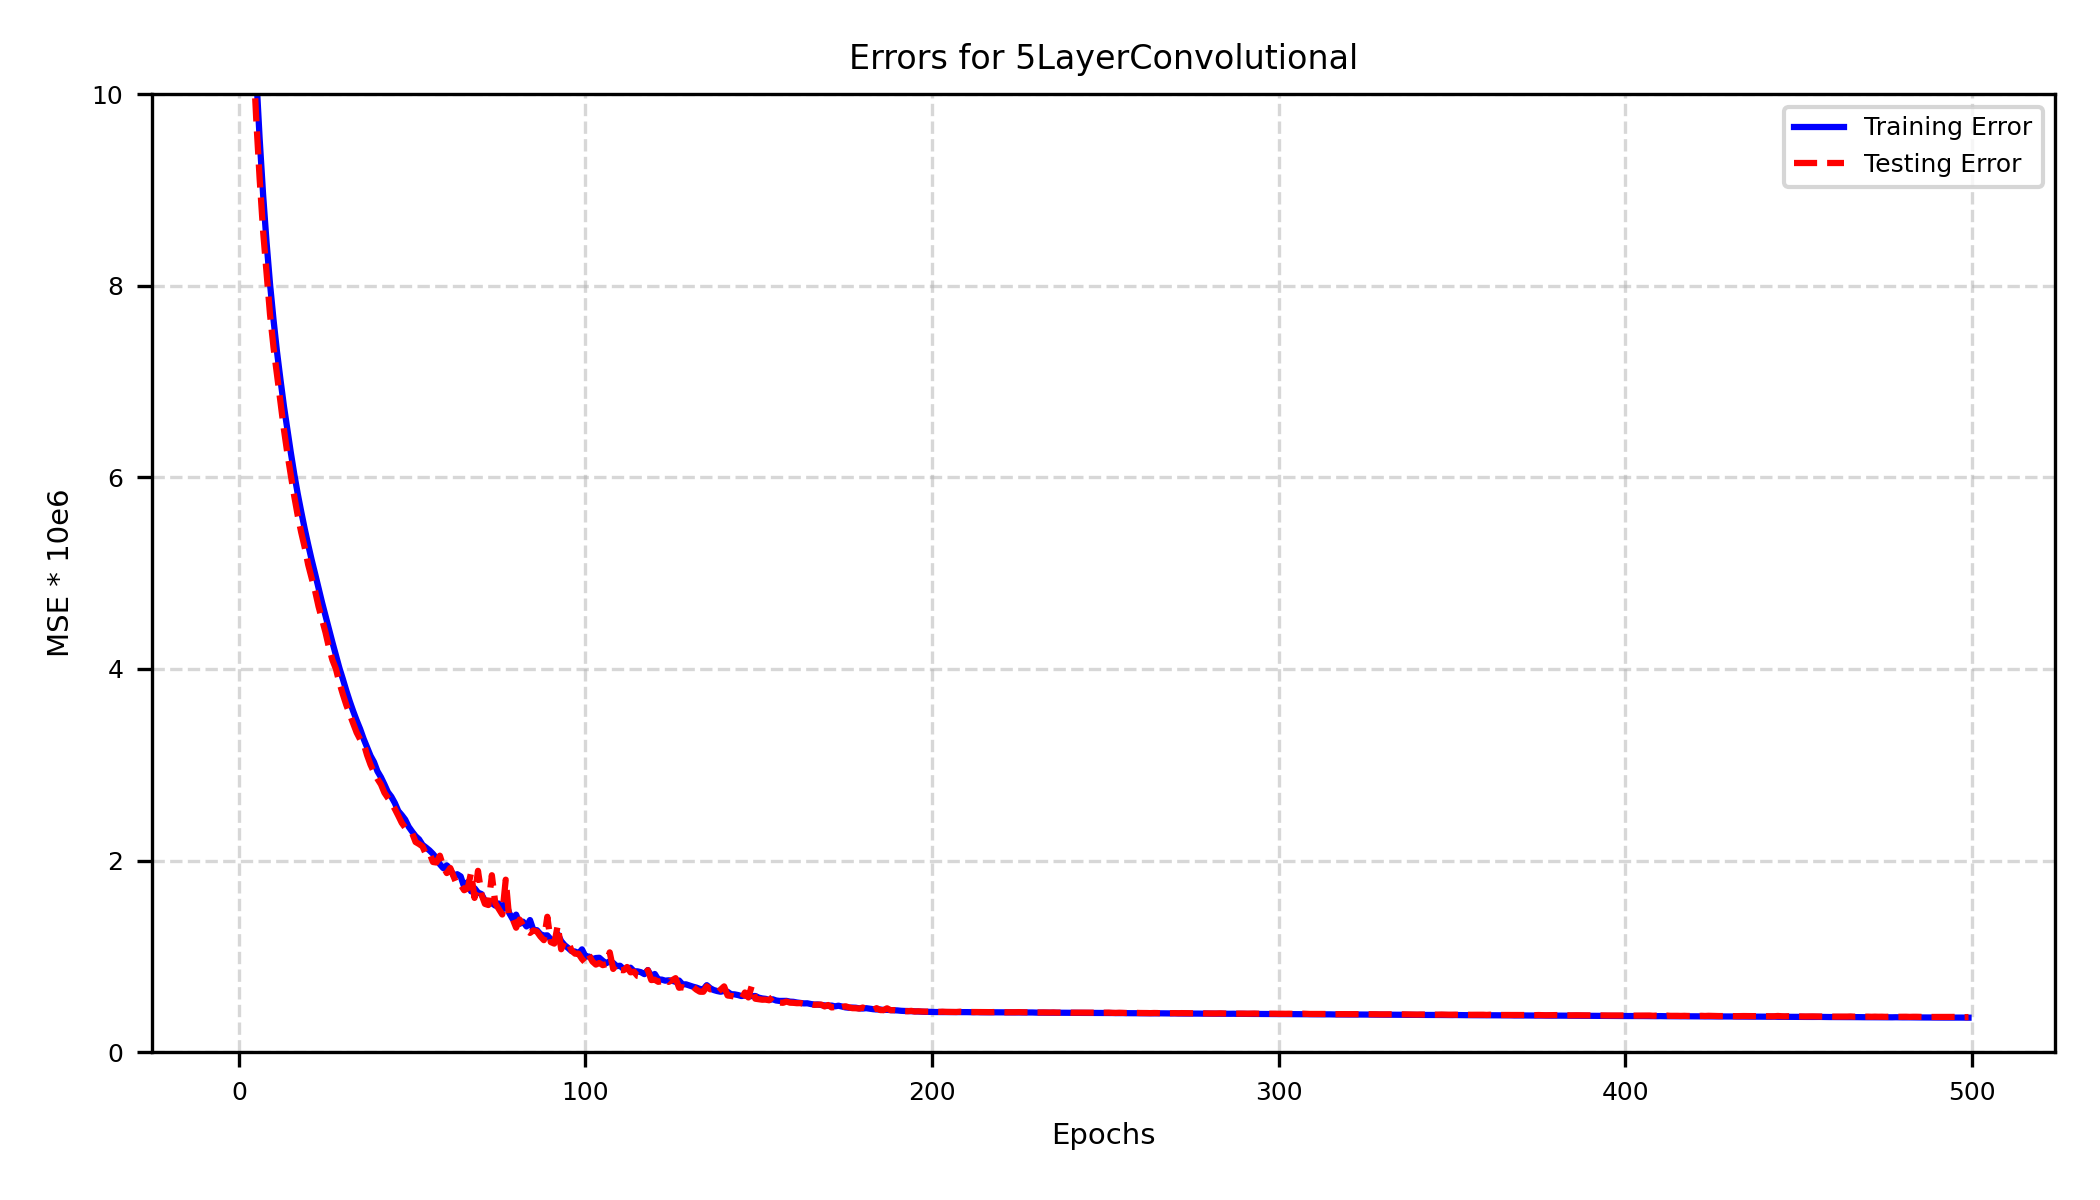 Errors for 5LayerConvolutional
10
8
6
4
2
0
MSE * 10e6
Training Error
Testing Error
0 100 200 300 400 500
Epochs